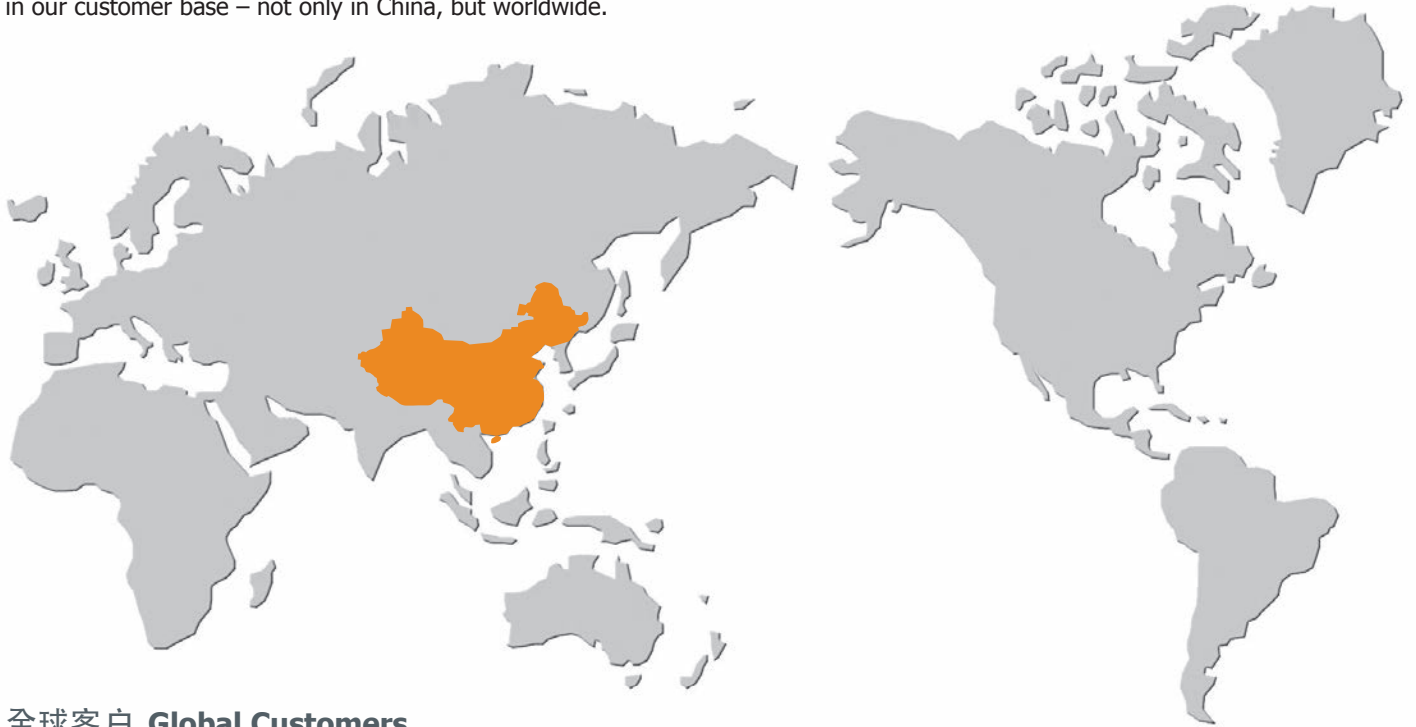 in our customer base – not only in China, but worldwide.
全球客户 Global Customers